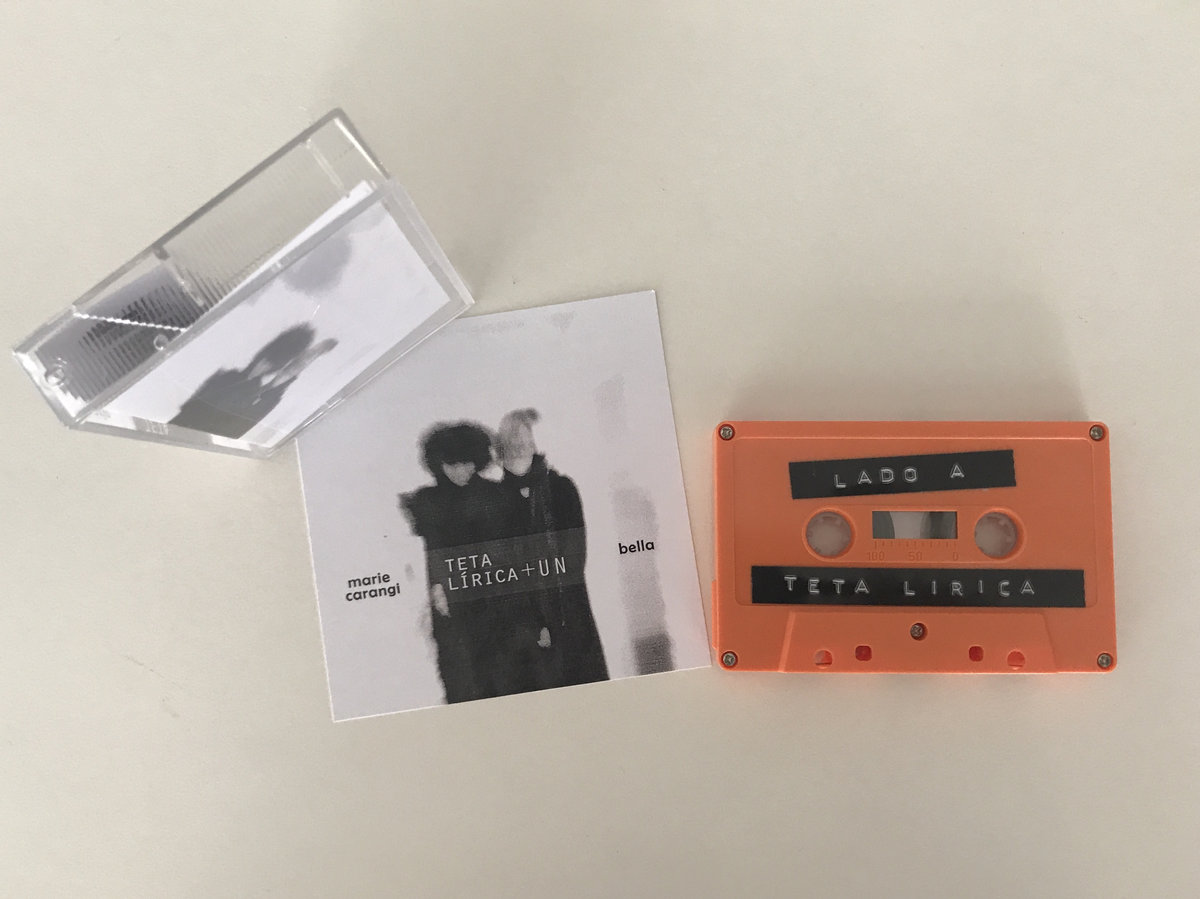 marie
carangi
TETA
LÍRICA+UN
bella
LADO A
100 50 0
TETA LIRICA